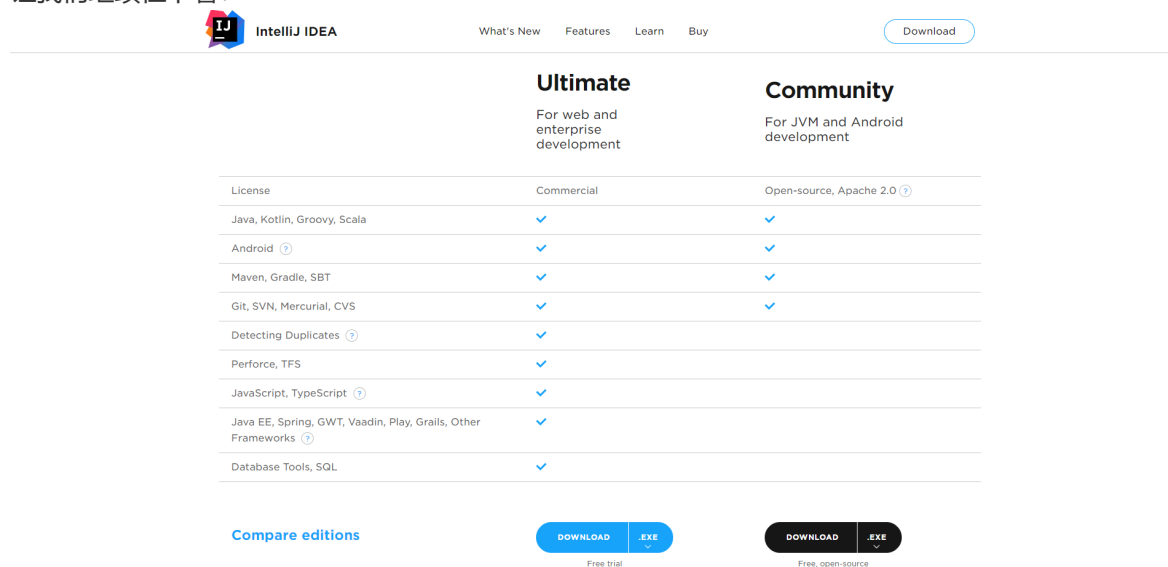 IJ
IntelliJ IDEA
What's New
Features
Learn
Buy
Download
Ultimate
For web and
enterprise
development
Community
For JVM and Android
development
License
Commercial
Open-source, Apache 2.0 ?
Java, Kotlin, Groovy, Scala
Android ?
Maven, Gradle, SBT
Git, SVN, Mercurial, CVS
Detecting Duplicates ?
Perforce, TFS
JavaScript, TypeScript ?
Java EE, Spring, GWT, Vaadin, Play, Grails, Other
Frameworks ?
Database Tools, SQL
Compare editions
DOWNLOAD
.EXE
Free trial
DOWNLOAD
.EXE
Free, open-source